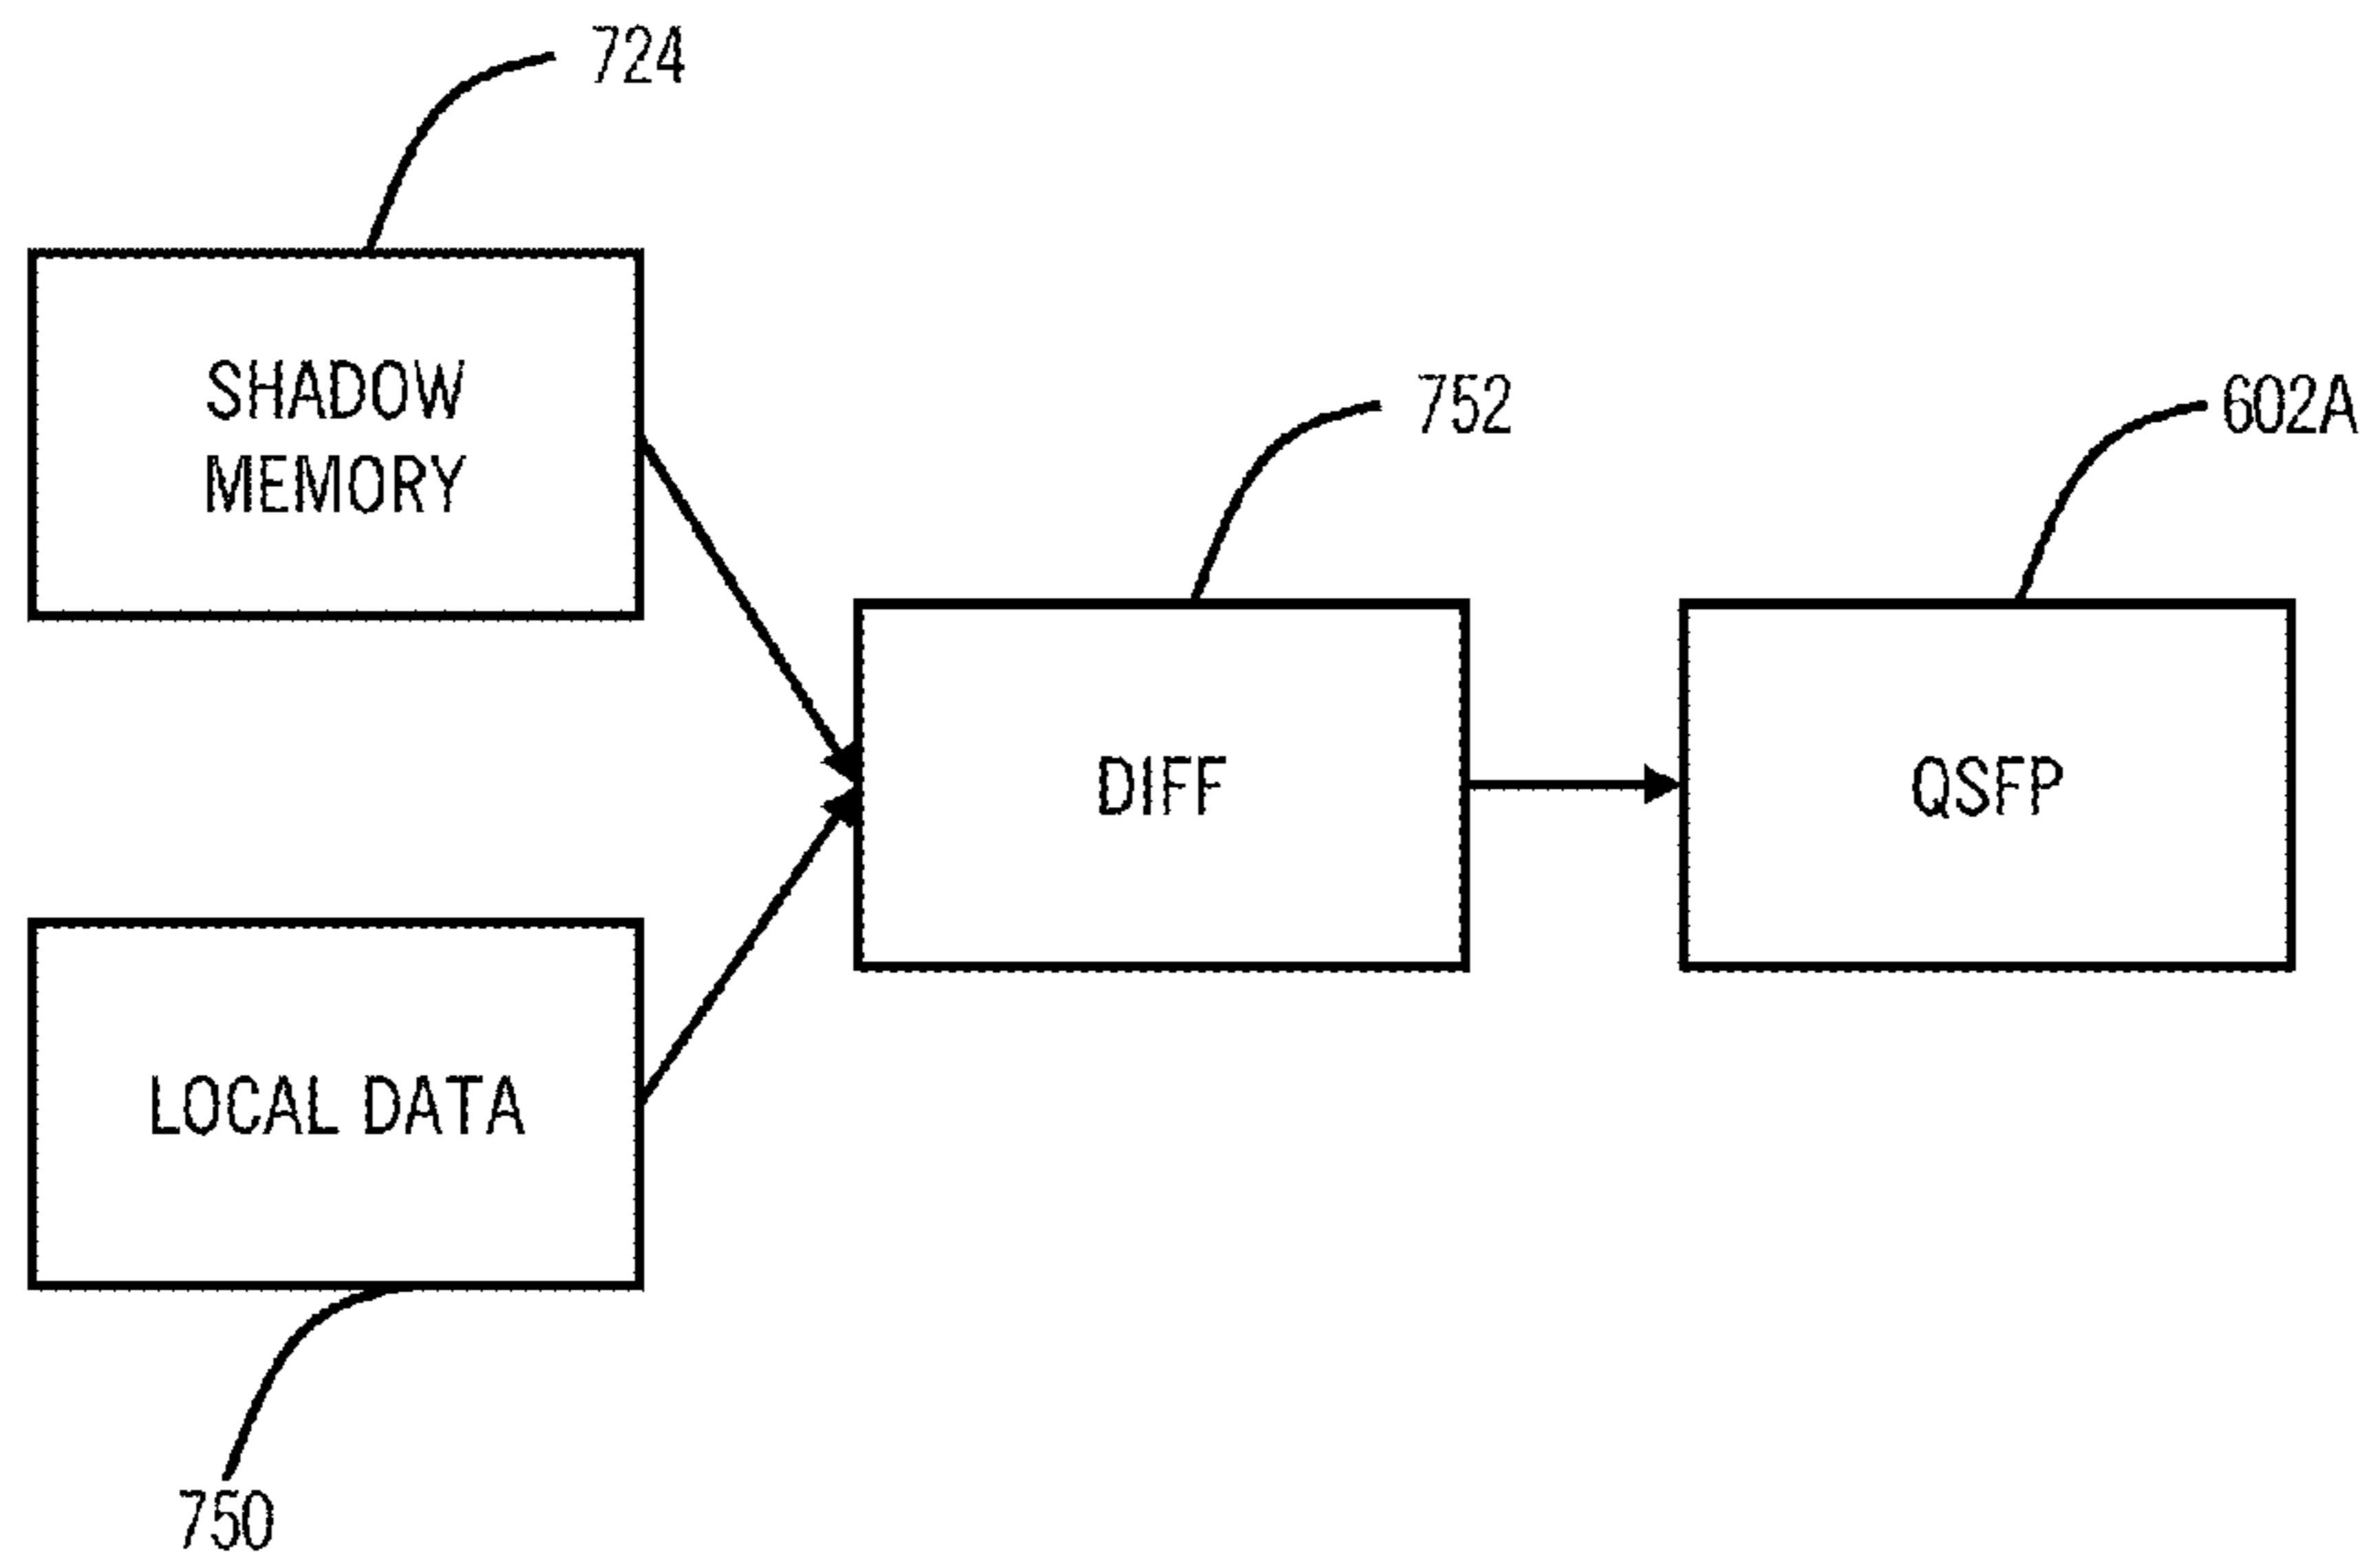 724
SHADOW
MEMORY
752
602A
DIFF
QSFP
LOCAL DATA
750